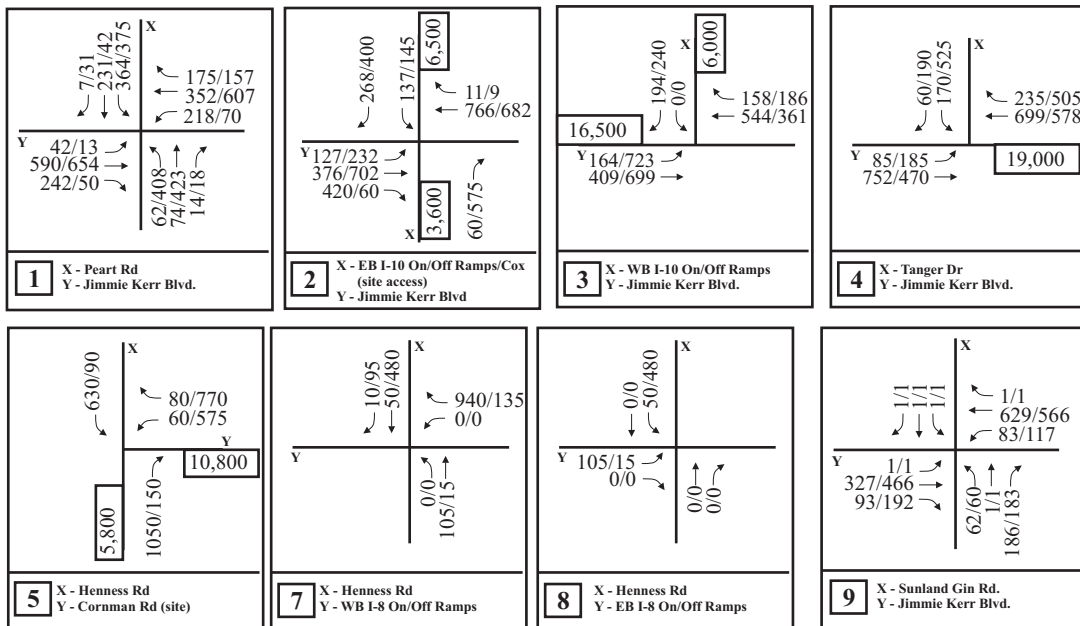 X
7/31
231/42
364/375
175/157
352/607
218/70
Y
42/13
590/654
242/50
62/408
74/423
14/18
1 X - Peart Rd
Y - Jimmie Kerr Blvd.
6,500
268/400
137/145
11/9
766/682
Y
127/232
376/702
420/60
3,600
60/575
X
2 X - EB I-10 On/Off Ramps/Cox
(site access)
Y - Jimmie Kerr Blvd
X
6,000
194/240
0/0
158/186
544/361
16,500
Y
164/723
409/699
3 X - WB I-10 On/Off Ramps
Y - Jimmie Kerr Blvd.
X
60/190
170/525
235/505
699/578
Y
85/185
752/470
19,000
4 X - Tanger Dr
Y - Jimmie Kerr Blvd.
X
630/90
80/770
60/575
Y
10,800
5,800
1050/150
5 X - Henness Rd
Y - Cornman Rd (site)
X
10/95
50/480
940/135
0/0
Y
0/0
105/15
7 X - Henness Rd
Y - WB I-8 On/Off Ramps
X
0/0
50/480
Y
105/15
0/0
0/0
0/0
8 X - Henness Rd
Y - EB I-8 On/Off Ramps
X
1/1
1/1
1/1
1/1
629/566
83/117
Y
1/1
327/466
93/192
62/60
1/1
186/183
9 X - Sunland Gin Rd.
Y - Jimmie Kerr Blvd.